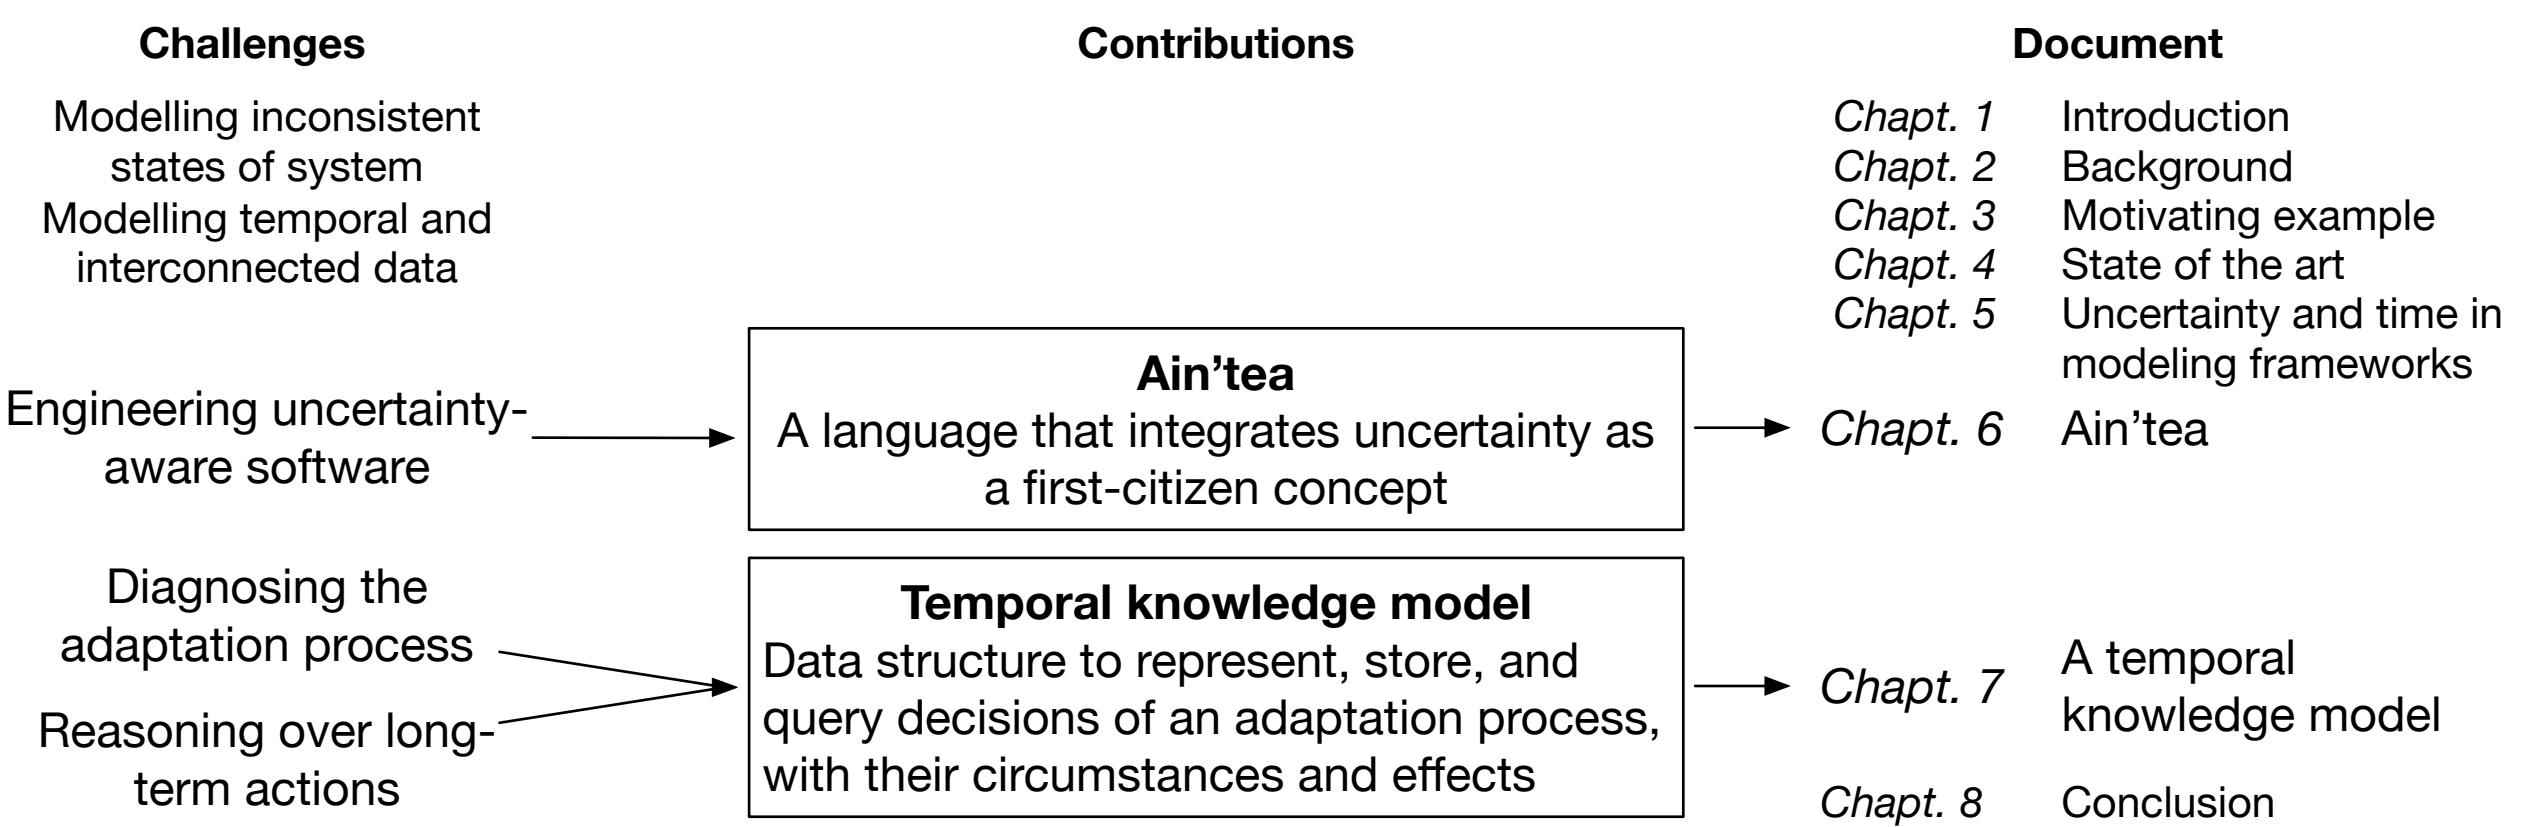 Challenges
Modelling inconsistent
states of system
Modelling temporal and
interconnected data
Engineering uncertainty-
aware software
Diagnosing the
adaptation process
Reasoning over long-
term actions
Contributions
Ain’tea
A language that integrates uncertainty as
a first-citizen concept
Temporal knowledge model
Data structure to represent, store, and
query decisions of an adaptation process,
with their circumstances and effects
Document
Chapt. 1 Introduction
Chapt. 2 Background
Chapt. 3 Motivating example
Chapt. 4 State of the art
Chapt. 5 Uncertainty and time in
modeling frameworks
Chapt. 6 Ain’tea
Chapt. 7 A temporal
knowledge model
Chapt. 8 Conclusion